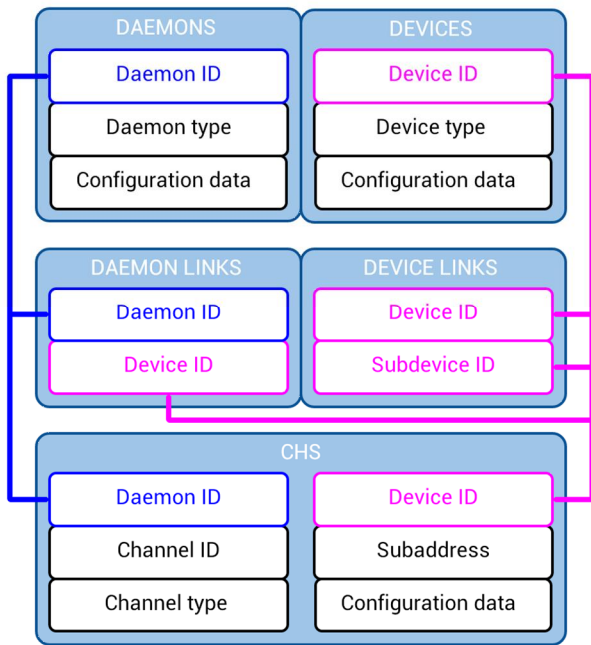 DAEMONS
Daemon ID
Daemon type
Configuration data
DEVICES
Device ID
Device type
Configuration data
DAEMON LINKS
Daemon ID
Device ID
DEVICE LINKS
Device ID
Subdevice ID
CHS
Daemon ID
Channel ID
Channel type
Device ID
Subaddress
Configuration data